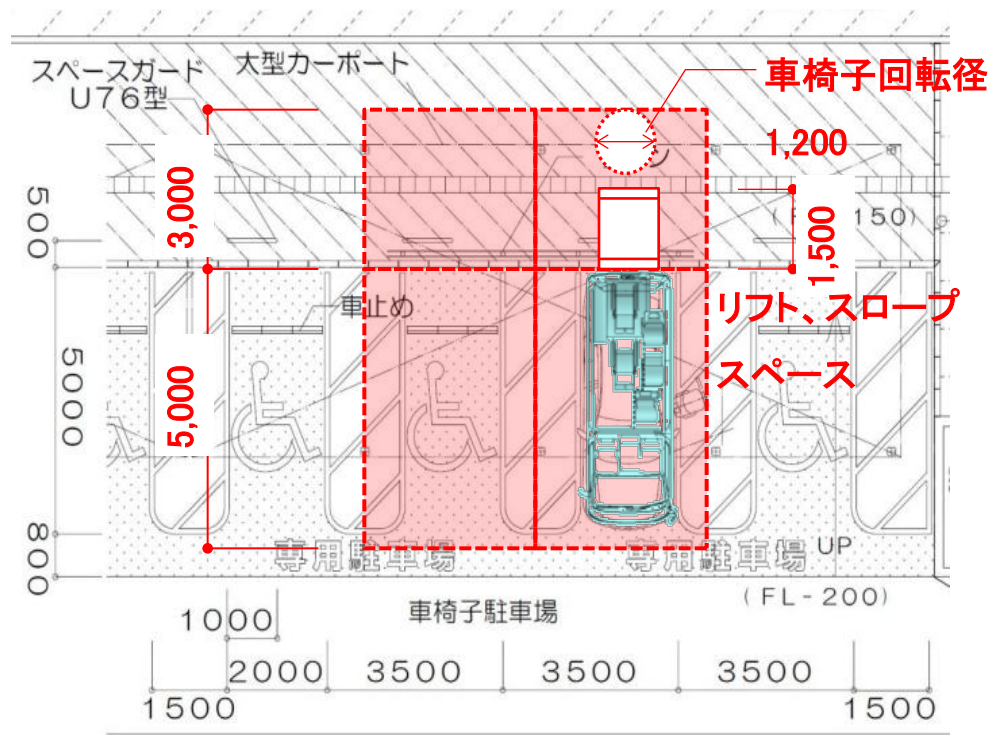 スペースガード
U76型
大型カーポート
車椅子回転径
1,200
3,000
500
1,500
150)
リフト、スロープ
スペース
車止め
5000
5,000
800
専用駐車場
専用駐車場
UP
(FL-200)
車椅子駐車場
1000
2000
3500
3500
3500
1500
1500